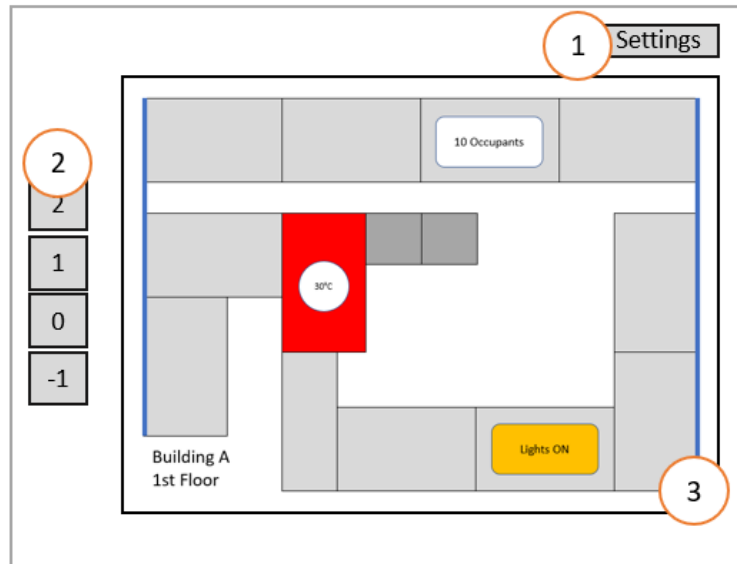 1
Settings
10 Occupants
2
2
1
30°C
0
-1
Lights ON
Building A
1st Floor
3